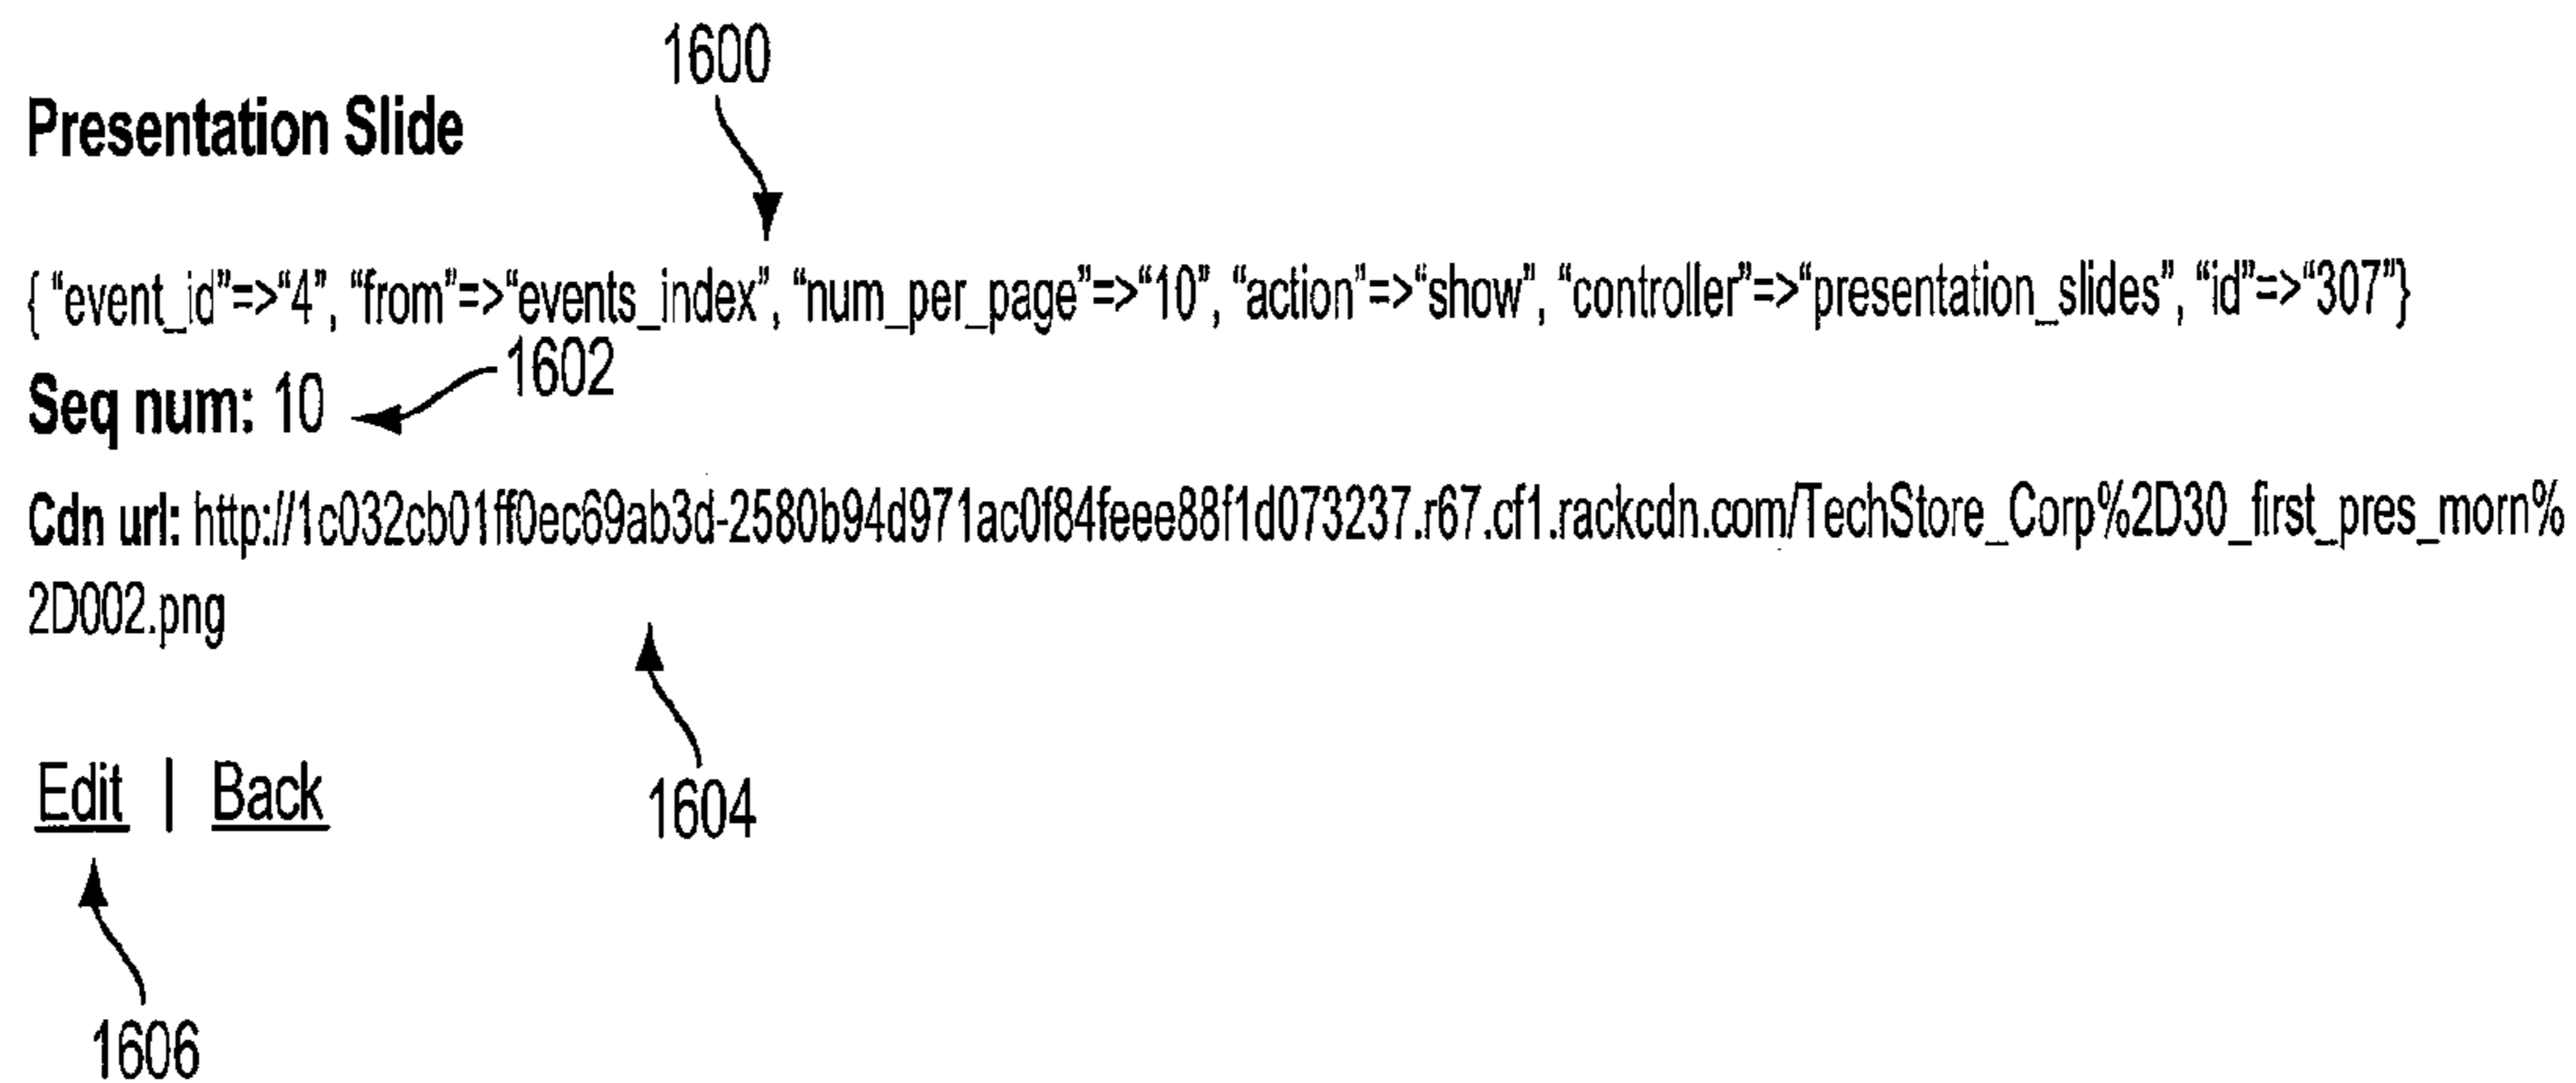 1600
Presentation Slide
{ “event_id”=>“4”, “from”=>“events_index”, “num_per_page”=>“10”, “action”=>“show”, “controller”=>“presentation_slides”, “id”=>“307”}
1602
Seq num: 10
Cdn url: http://1c032cb01ff0ec69ab3d-2580b94d971ac0f84feee88f1d073237.r67.cf1.rackcdn.com/TechStore_Corp%2D30_first_pres_morn%
2D002.png
Edit | Back
1604
1606